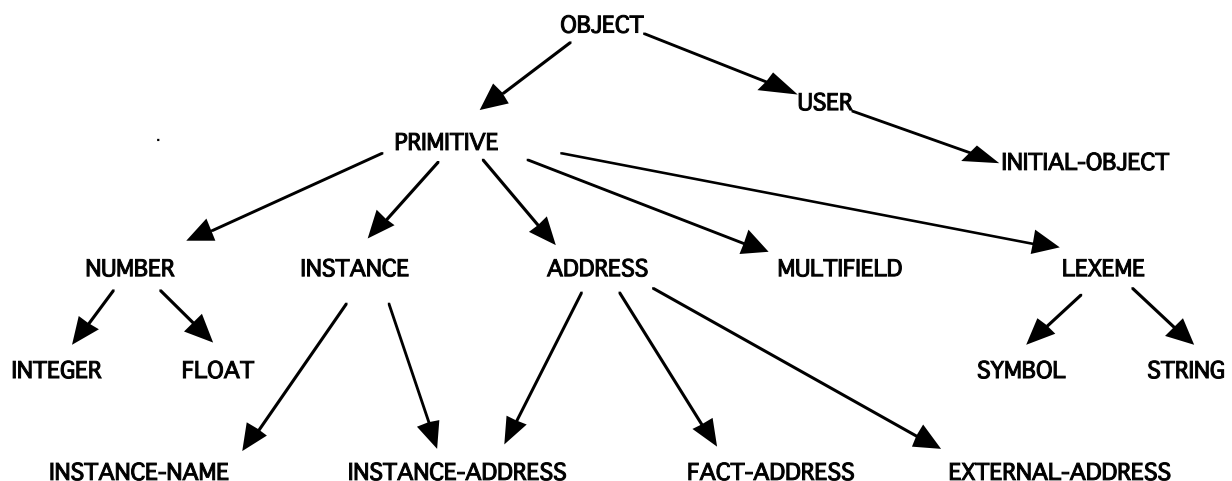 OBJECT
USER
PRIMITIVE
INITIAL-OBJECT
NUMBER INSTANCE ADDRESS MULTIFIELD LEXEME
INTEGER FLOAT SYMBOL STRING
INSTANCE-NAME INSTANCE-ADDRESS FACT-ADDRESS EXTERNAL-ADDRESS